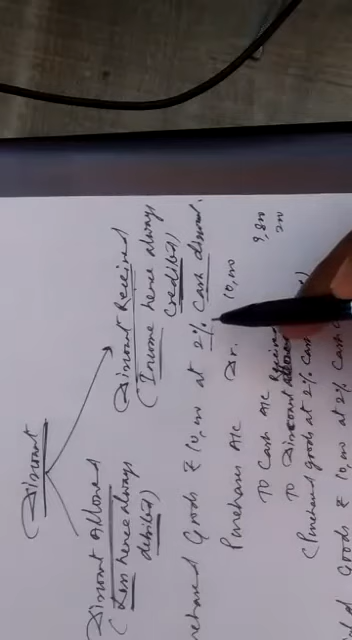 Discount
Discount Allowed
(Loss hence always
debited)
Discount Received
(Income hence always
credited)
Goods ₹ 10,000 at 2% Cash discount.
Purchases A/C Dr. 10,000
To Cash A/C 9,800
To Discount Received 200
(Purchased goods at 2% Cash
Goods ₹ 10,000 at 2% Cash